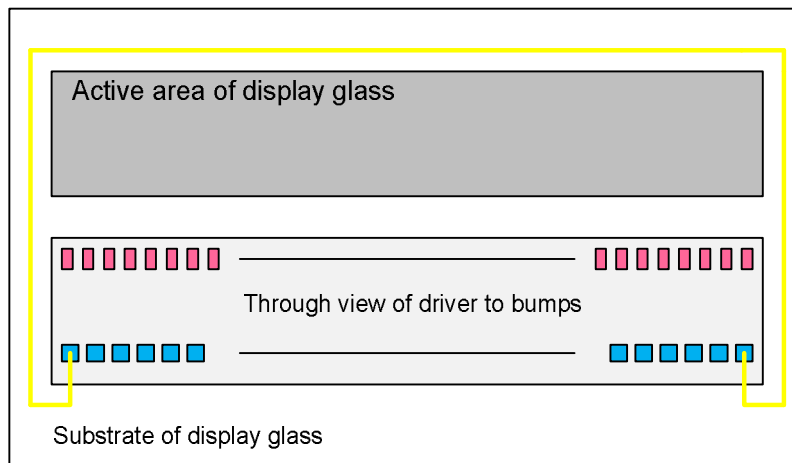 Active area of display glass
Through view of driver to bumps
Substrate of display glass